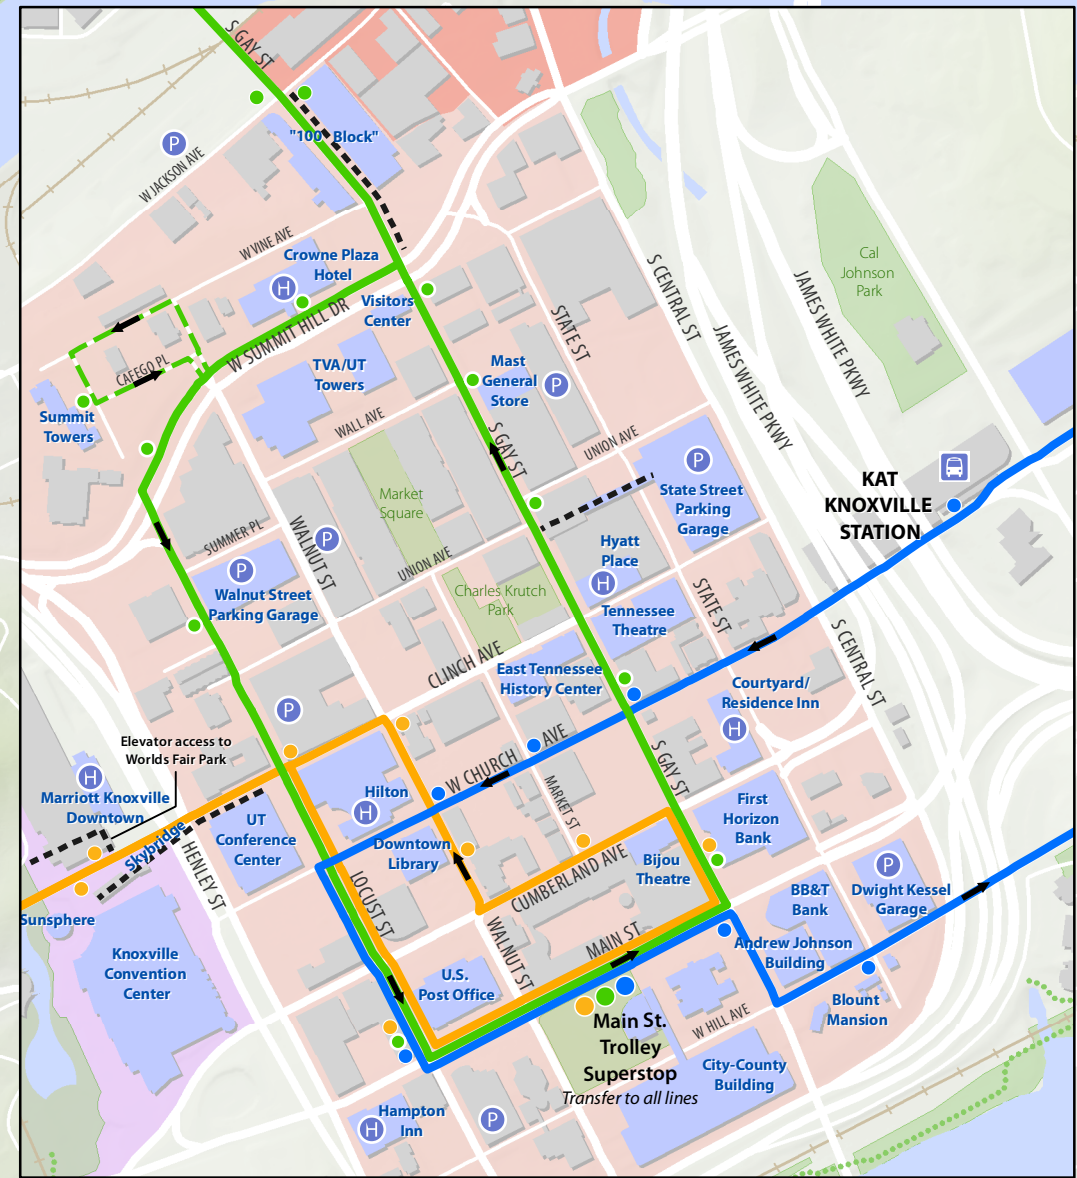 S GAY ST
"100 Block"
P
W JACKSON AVE
W VINE AVE
Crowne Plaza
Hotel
H
Visitors
Center
W SUMMIT HILL DR
CAFEGO PL
Summit
Towers
TVA/UT
Towers
WALL AVE
Mast
General
Store
P
STATE ST
S CENTRAL ST
JAMES WHITE PKWY
JAMES WHITE PKWY
Cal
Johnson
Park
S GAY ST
UNION AVE
P
State Street
Parking
Garage
KAT
KNOXVILLE
STATION
Market
Square
SUMMER PL
WALNUT ST
P
UNION AVE
P
Walnut Street
Parking Garage
Charles Krutch
Park
Hyatt
Place
H
Tennessee
Theatre
STATE ST
S CENTRAL ST
CLINCH AVE
East Tennessee
History Center
Courtyard/
Residence Inn
H
P
Elevator access to
Worlds Fair Park
H
Marriott Knoxville
Downtown
Skybridge
Sunsphere
HENLEY ST
UT
Conference
Center
Hilton
H
W CHURCH AVE
MARKET ST
S GAY ST
First
Horizon
Bank
Downtown
Library
CUMBERLAND AVE
Bijou
Theatre
P
Dwight Kessel
Garage
BB&T
Bank
Andrew Johnson
Building
Blount
Mansion
LOCUST ST
WALNUT ST
MAIN ST
Knoxville
Convention
Center
U.S.
Post Office
Main St.
Trolley
Superstop
Transfer to all lines
W HILL AVE
City-County
Building
Hampton
Inn
H
P